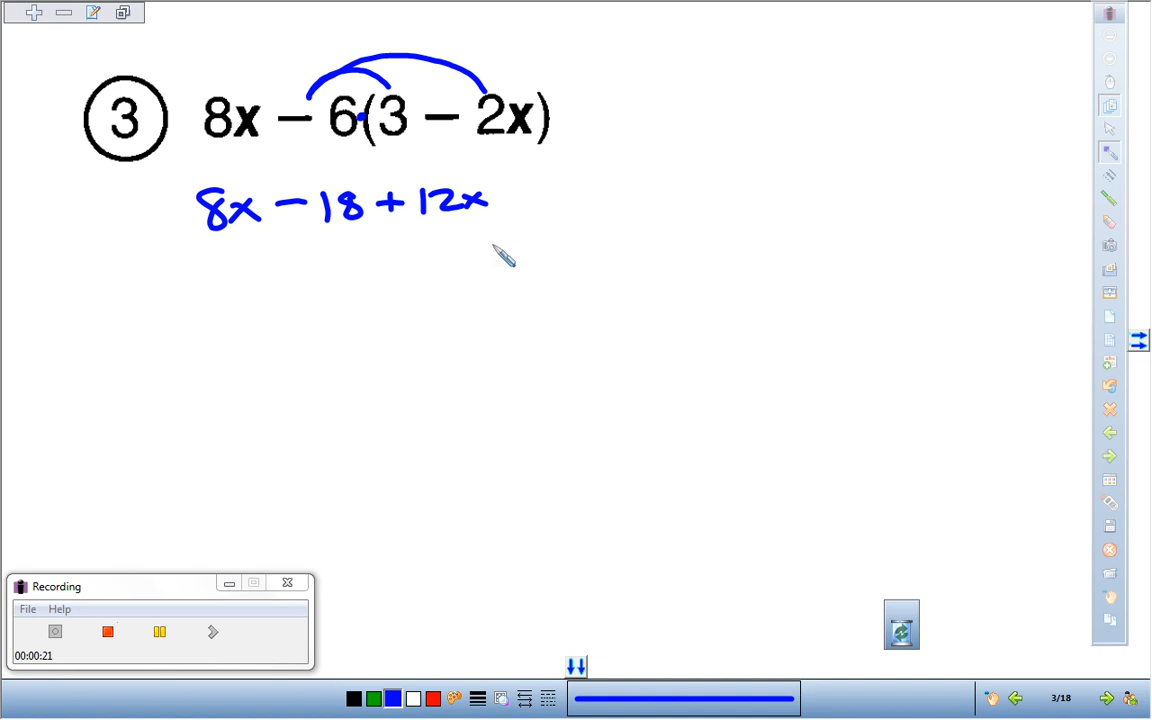 ③ 8x − 6·(3 − 2x)
8x − 18 + 12x
Recording
File Help
00:00:21
3/18